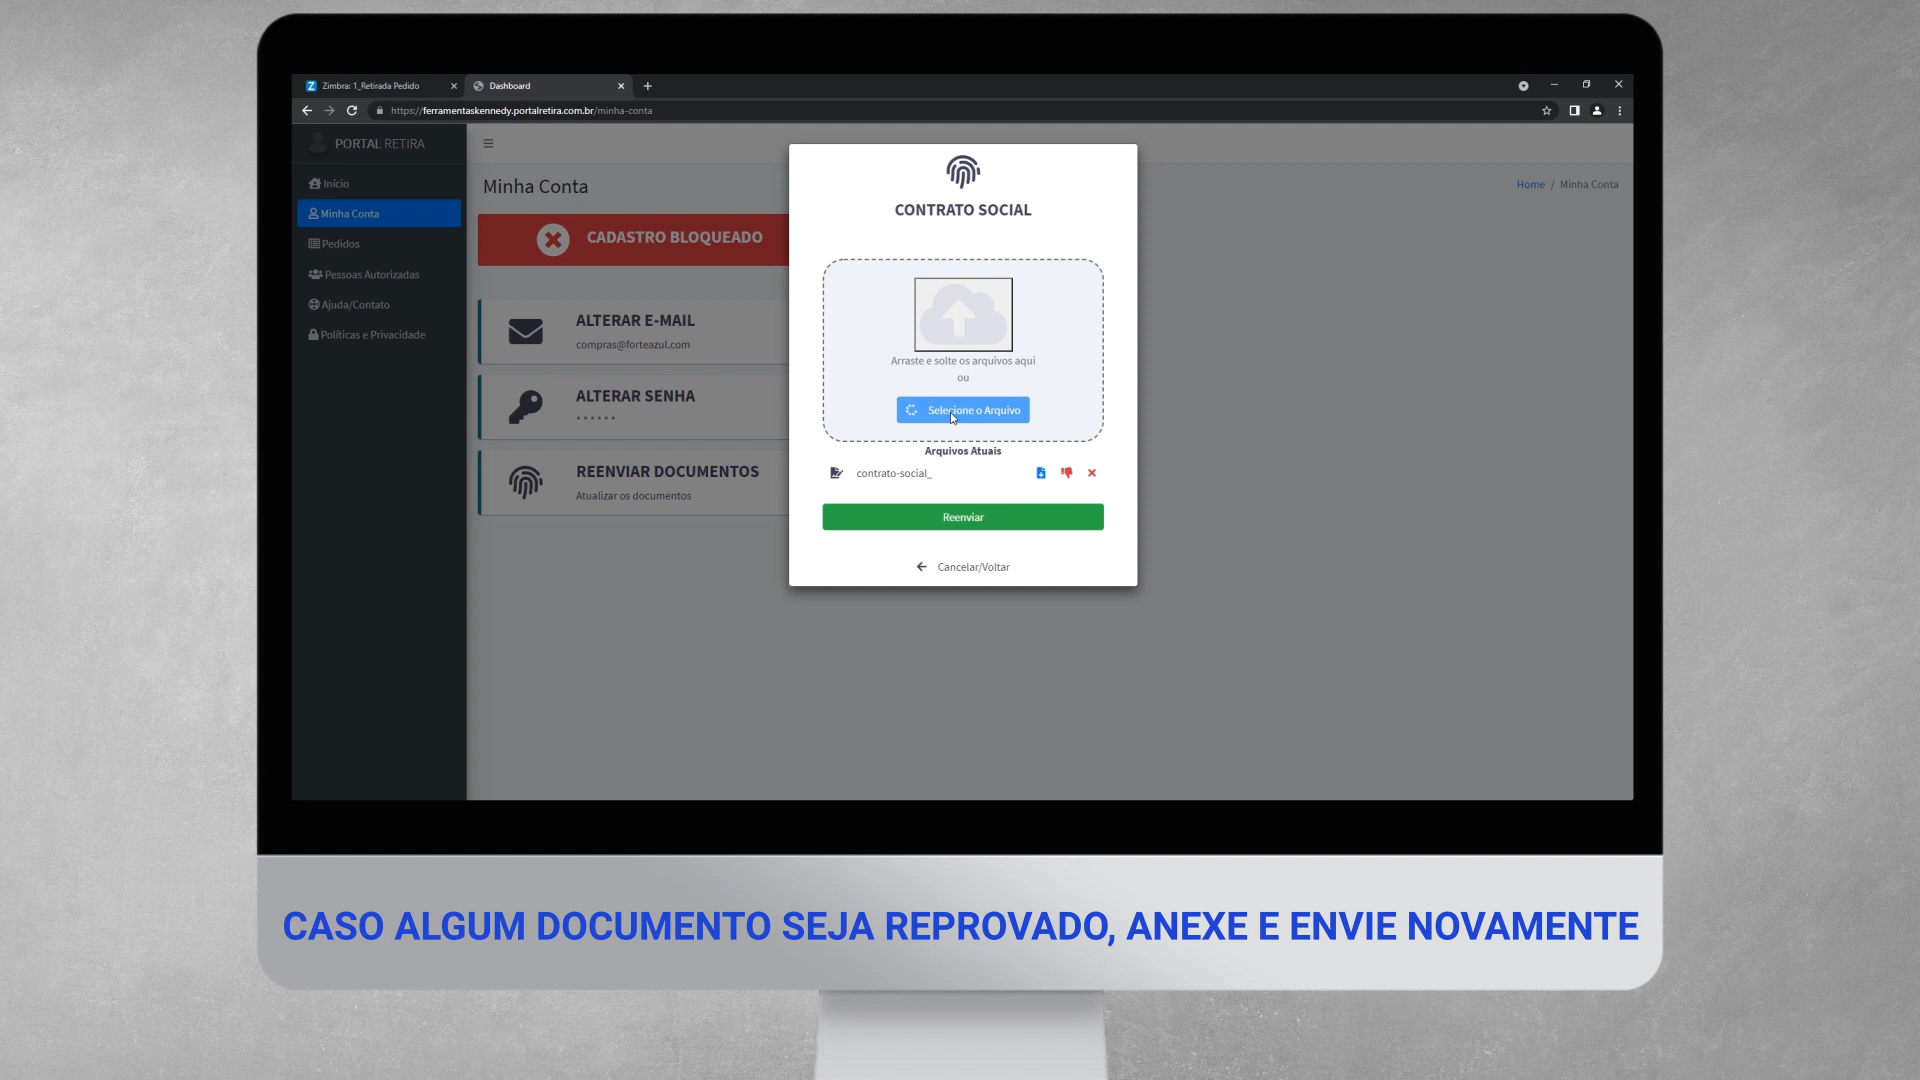 Zimbra: 1_Retirada Pedido
Dashboard
https://ferramentaskennedy.portalretira.com.br/minha-conta
PORTAL RETIRA
Início
Minha Conta
Pedidos
Pessoas Autorizadas
Ajuda/Contato
Políticas e Privacidade
Minha Conta
Home / Minha Conta
CADASTRO BLOQUEADO
ALTERAR E-MAIL
compras@forteazul.com
ALTERAR SENHA
******
REENVIAR DOCUMENTOS
Atualizar os documentos
CONTRATO SOCIAL
Arraste e solte os arquivos aqui
ou
Selecione o Arquivo
Arquivos Atuais
contrato-social_
Reenviar
Cancelar/Voltar
CASO ALGUM DOCUMENTO SEJA REPROVADO, ANEXE E ENVIE NOVAMENTE